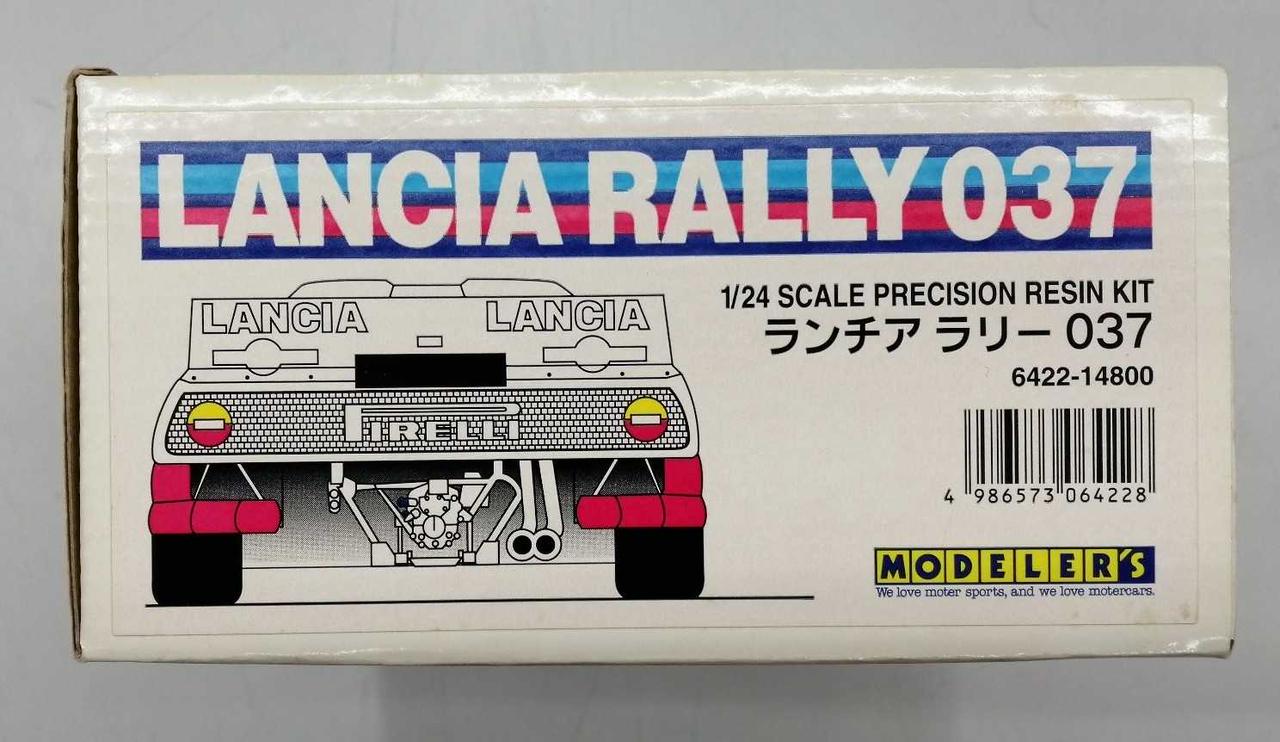 LANCIA RALLY 037
LANCIA LANCIA
PIRELLI
1/24 SCALE PRECISION RESIN KIT
ランチア ラリー 037
6422-14800
4 986573 064228
MODELER'S
We love moter sports, and we love motercars.